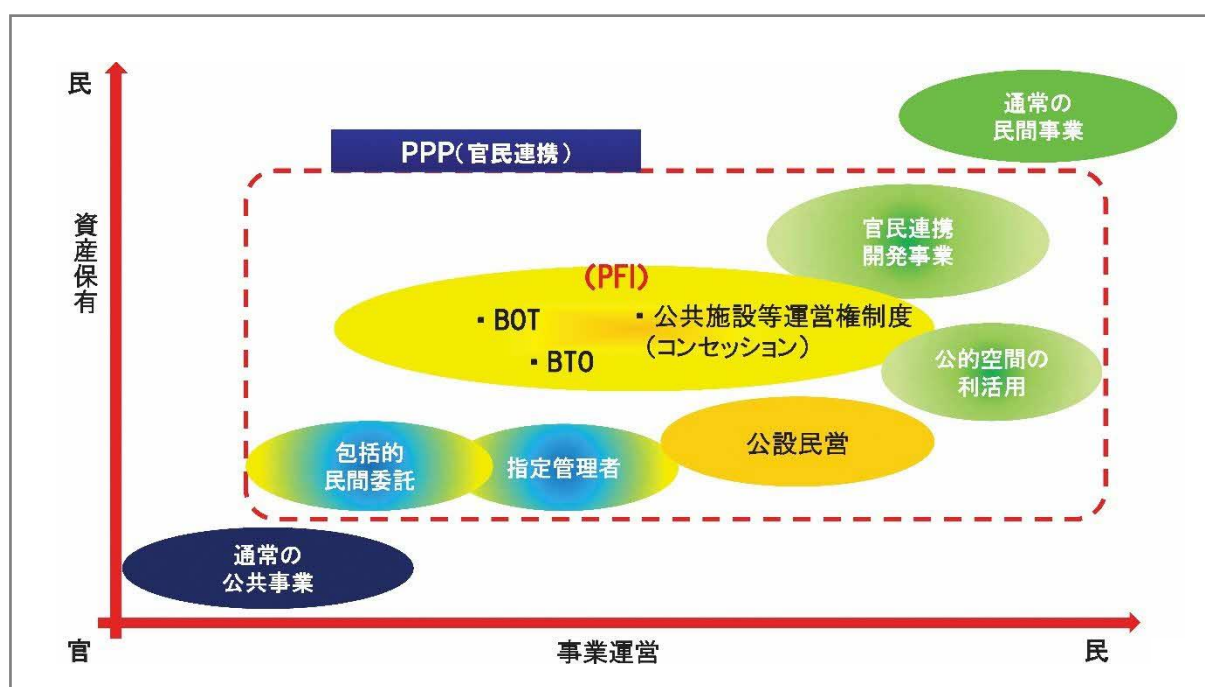 民
通常の
民間事業
PPP(官民連携)
資産保有
官民連携
開発事業
(PFI)
・BOT
・公共施設等運営権制度
(コンセッション)
・BTO
公的空間の
利活用
公設民営
包括的
民間委託
指定管理者
通常の
公共事業
官
事業運営
民